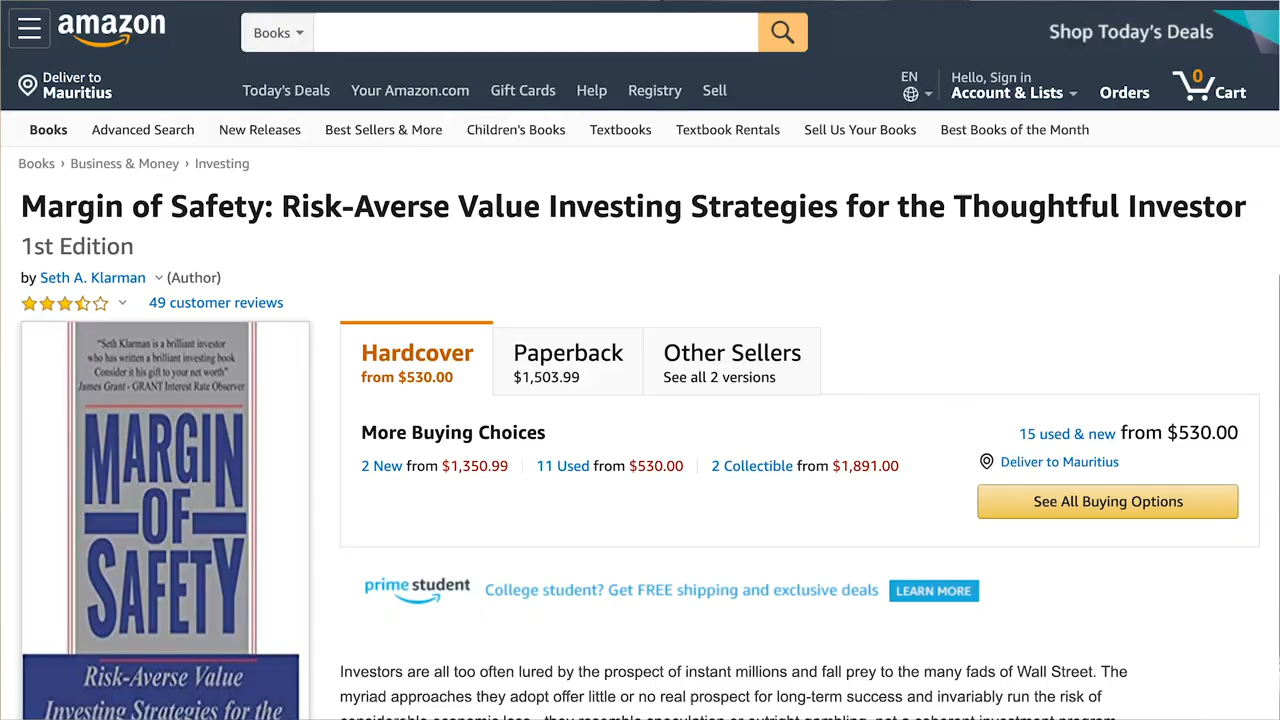 amazon
Books
Shop Today's Deals
Deliver to
Mauritius
Today's Deals
Your Amazon.com
Gift Cards
Help
Registry
Sell
EN
Hello, Sign in
Account & Lists
Orders
0
Cart
Books
Advanced Search
New Releases
Best Sellers & More
Children's Books
Textbooks
Textbook Rentals
Sell Us Your Books
Best Books of the Month
Books › Business & Money › Investing
Margin of Safety: Risk-Averse Value Investing Strategies for the Thoughtful Investor
1st Edition
by Seth A. Klarman (Author)
49 customer reviews
"Seth Klarman is a brilliant investor
who has written a brilliant investing book
Consider it his gift to your net worth"
James Grant - GRANT Interest Rate Observer
MARGIN
OF
SAFETY
Risk-Averse Value
Investing Strategies for the
Hardcover
from $530.00
Paperback
$1,503.99
Other Sellers
See all 2 versions
More Buying Choices
2 New from $1,350.99
11 Used from $530.00
2 Collectible from $1,891.00
15 used & new from $530.00
Deliver to Mauritius
See All Buying Options
prime student
College student? Get FREE shipping and exclusive deals
LEARN MORE
Investors are all too often lured by the prospect of instant millions and fall prey to the many fads of Wall Street. The
myriad approaches they adopt offer little or no real prospect for long-term success and invariably run the risk of